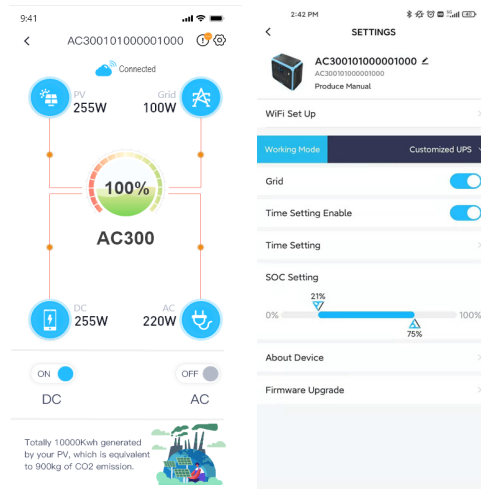 9:41
AC300101000001000
Connected
PV
255W
Grid
100W
100%
AC300
DC
255W
AC
220W
ON
OFF
DC
AC
Totally 10000Kwh generated
by your PV, which is equivalent
to 900kg of CO2 emission.
2:42 PM
SETTINGS
AC300101000001000
AC300101000001000
Produce Manual
WiFi Set Up
Working Mode
Customized UPS
Grid
Time Setting Enable
Time Setting
SOC Setting
21%
0%
100%
75%
About Device
Firmware Upgrade